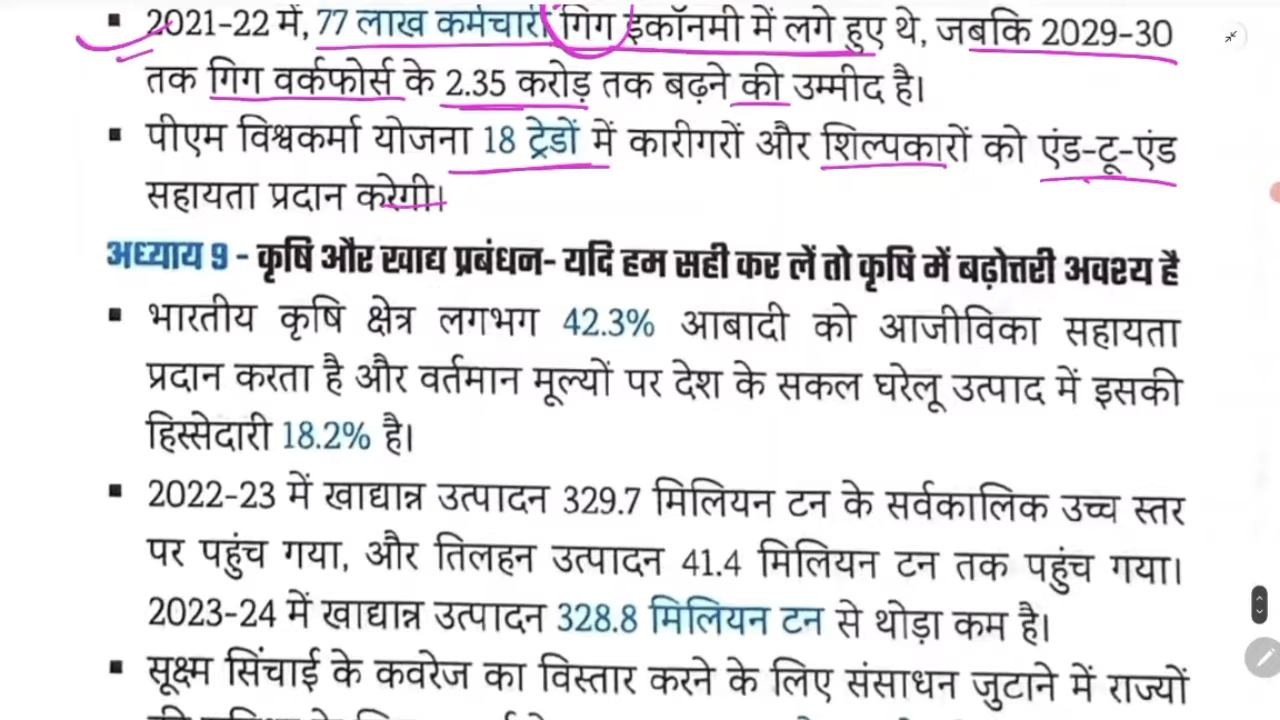 ▪ 2021-22 में, 77 लाख कर्मचारी गिग इकॉनमी में लगे हुए थे, जबकि 2029-30
तक गिग वर्कफोर्स के 2.35 करोड़ तक बढ़ने की उम्मीद है।
▪ पीएम विश्वकर्मा योजना 18 ट्रेडों में कारीगरों और शिल्पकारों को एंड-टू-एंड
सहायता प्रदान करेगी।
अध्याय 9 - कृषि और खाद्य प्रबंधन- यदि हम सही कर लें तो कृषि में बढ़ोत्तरी अवश्य है
▪ भारतीय कृषि क्षेत्र लगभग 42.3% आबादी को आजीविका सहायता
प्रदान करता है और वर्तमान मूल्यों पर देश के सकल घरेलू उत्पाद में इसकी
हिस्सेदारी 18.2% है।
▪ 2022-23 में खाद्यान्न उत्पादन 329.7 मिलियन टन के सर्वकालिक उच्च स्तर
पर पहुंच गया, और तिलहन उत्पादन 41.4 मिलियन टन तक पहुंच गया।
2023-24 में खाद्यान्न उत्पादन 328.8 मिलियन टन से थोड़ा कम है।
▪ सूक्ष्म सिंचाई के कवरेज का विस्तार करने के लिए संसाधन जुटाने में राज्यों